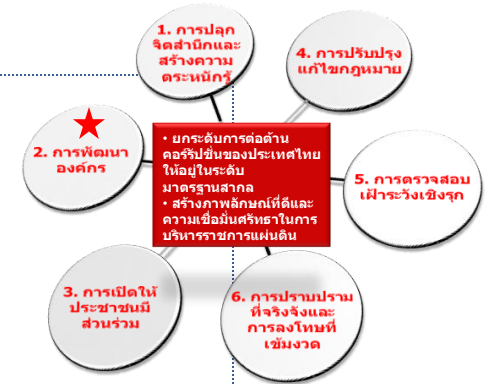 1. การปลุก
จิตสำนึกและ
สร้างความ
ตระหนักรู้
4. การปรับปรุง
แก้ไขกฎหมาย
2. การพัฒนา
องค์กร
• ยกระดับการต่อต้าน
คอร์รัปชั่นของประเทศไทย
ให้อยู่ในระดับ
มาตรฐานสากล
• สร้างภาพลักษณ์ที่ดีและ
ความเชื่อมั่นศรัทธาในการ
บริหารราชการแผ่นดิน
5. การตรวจสอบ
เฝ้าระวังเชิงรุก
3. การเปิดให้
ประชาชนมี
ส่วนร่วม
6. การปราบปราม
ที่จริงจังและ
การลงโทษที่
เข้มงวด